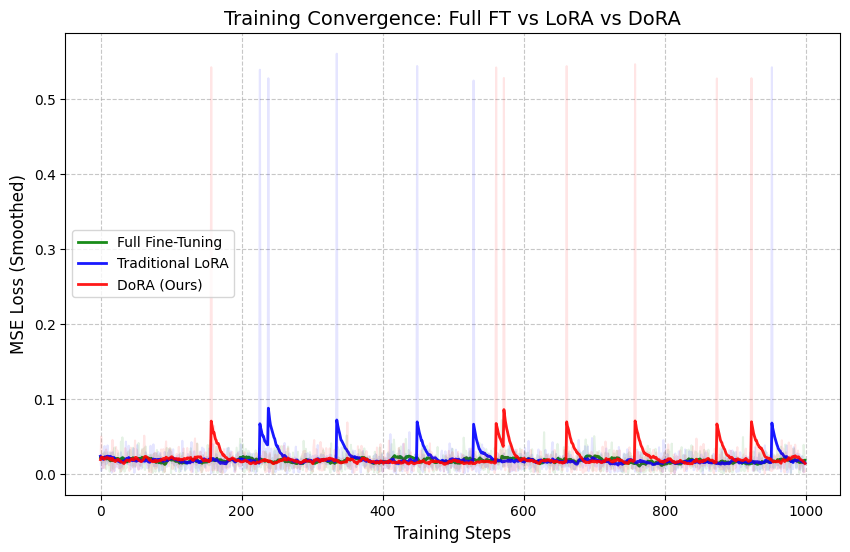 Training Convergence: Full FT vs LoRA vs DoRA
MSE Loss (Smoothed)
0.5
0.4
0.3
0.2
0.1
0.0
Full Fine-Tuning
Traditional LoRA
DoRA (Ours)
0
200
400
600
800
1000
Training Steps